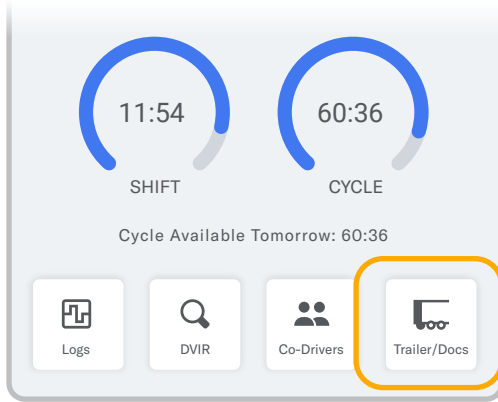 11:54
60:36
SHIFT
CYCLE
Cycle Available Tomorrow: 60:36
Logs
DVIR
Co-Drivers
Trailer/Docs